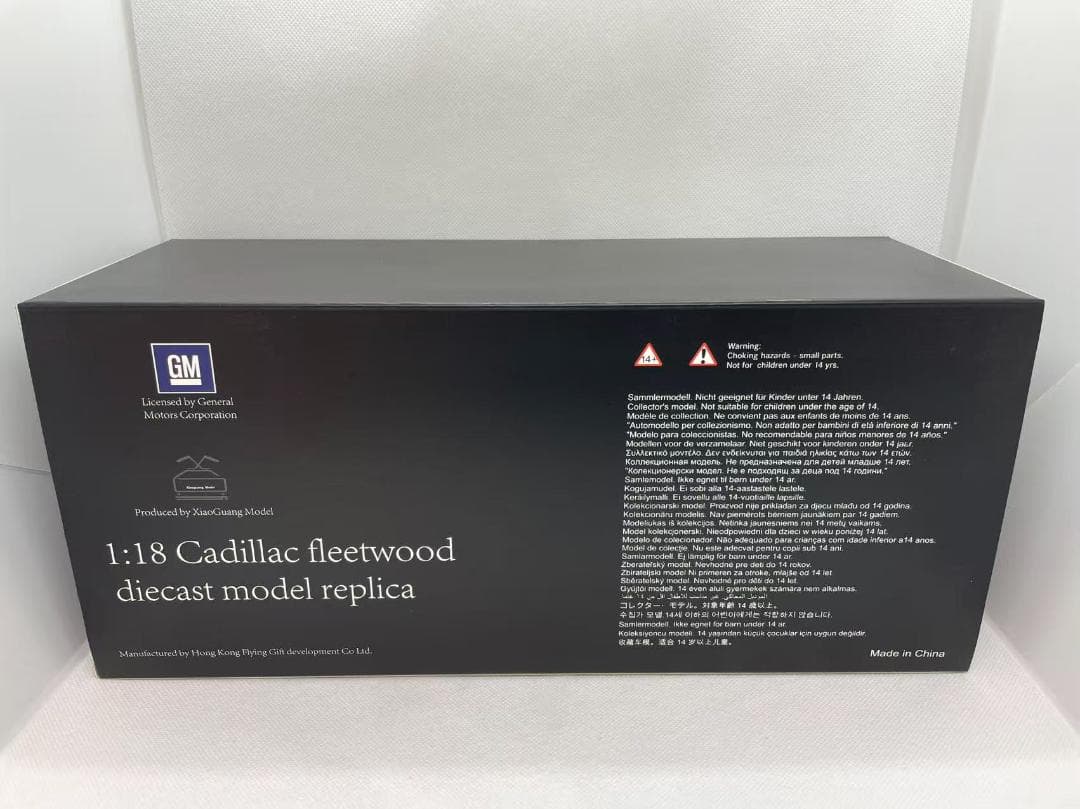 GM
Licensed by General
Motors Corporation
Xiaoguang Model
Produced by XiaoGuang Model
1:18 Cadillac fleetwood
diecast model replica
Manufactured by Hong Kong Flying Gift development Co Ltd.
14+
Warning:
Choking hazards - small parts.
Not for children under 14 yrs.
Sammlermodell. Nicht geeignet für Kinder unter 14 Jahren.
Collector's model. Not suitable for children under the age of 14.
Modèle de collection. Ne convient pas aux enfants de moins de 14 ans.
"Automodello per collezionismo. Non adatto per bambini di età inferiore di 14 anni."
"Modelo para coleccionistas. No recomendable para niños menores de 14 años."
Modellen voor de verzamelaar. Niet geschikt voor kinderen onder 14 jaar.
Συλλεκτικό μοντέλο. Δεν ενδείκνυται για παιδιά ηλικίας κάτω των 14 ετών.
Коллекционная модель. Не предназначена для детей младше 14 лет.
"Колекционерски модел. Не е подходящ за деца под 14 години."
Samlemodel. Ikke egnet til børn under 14 ar.
Kogujamudel. Ei sobi alla 14-aastastele lastele.
Keräilymalli. Ei sovellu alle 14-vuotiaille lapsille.
Kolekcionarski model. Proizvod nije prikladan za djecu mlađu od 14 godina.
Kolekcionāru modelis. Nav piemērots bērniem jaunākiem par 14 gadiem.
Modeliukas iš kolekcijos. Netinka jaunesniems nei 14 metų vaikams.
Model kolekcjonerski. Nieodpowiedni dla dzieci w wieku poniżej 14 lat.
Modelo de colecionador. Não adequado para crianças com idade inferior a14 anos.
Model de colecţie. Nu este adecvat pentru copii sub 14 ani.
Samlarmodell. Ej lämplig för barn under 14 ar.
Zberateľský model. Nevhodné pre deti do 14 rokov.
Zbirateljski model Ni primeren za otroke, mlajše od 14 let
Sběratelský model. Nevhodné pro děti do 14 let.
Gyűjtői modell. 14 éven aluli gyermekek számára nem alkalmas.
コレクター・モデル。対象年齢 14 歳以上。
수집가 모델 14세 이하의 어린이에게는 적합하지 않습니다.
Samlermodell. Ikke egnet for barn under 14 ar.
Koleksiyoncu modeli. 14 yaşından küçük çocuklar için uygun değildir.
收藏车模。适合 14 岁以上儿童。
Made in China